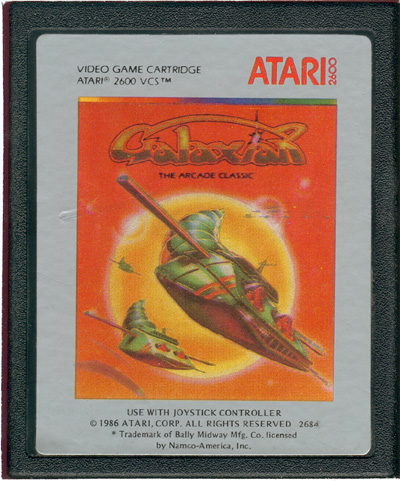 VIDEO GAME CARTRIDGE
ATARI® 2600 VCS™
ATARI 2600
Galaxian
THE ARCADE CLASSIC
USE WITH JOYSTICK CONTROLLER
© 1986 ATARI, CORP. ALL RIGHTS RESERVED 2684
* Trademark of Bally Midway Mfg. Co. licensed
by Namco-America, Inc.